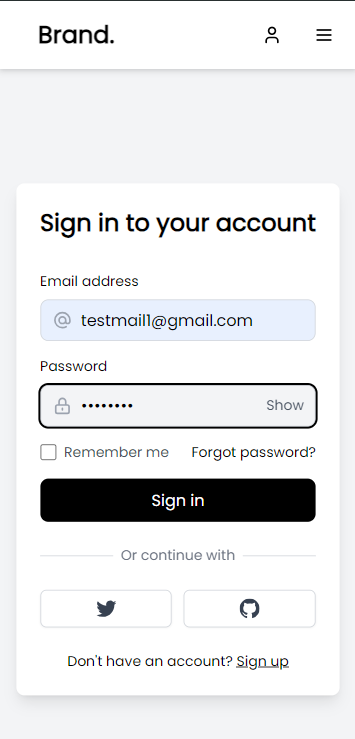 Brand.
Sign in to your account
Email address
testmail1@gmail.com
Password
••••••••
Show
Remember me
Forgot password?
Sign in
Or continue with
Don't have an account? Sign up